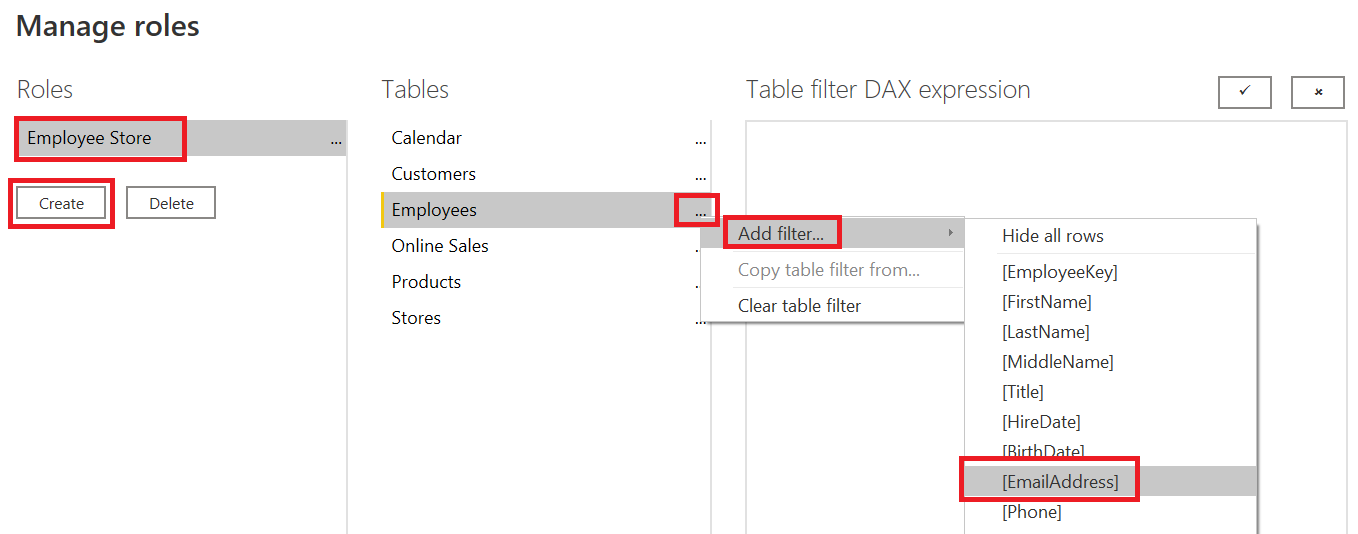 Manage roles
Roles
Tables
Table filter DAX expression
Employee Store ...
Create
Delete
Calendar ...
Customers ...
Employees ...
Online Sales
Products
Stores ...
Add filter...
Copy table filter from...
Clear table filter
Hide all rows
[EmployeeKey]
[FirstName]
[LastName]
[MiddleName]
[Title]
[HireDate]
[BirthDate]
[EmailAddress]
[Phone]